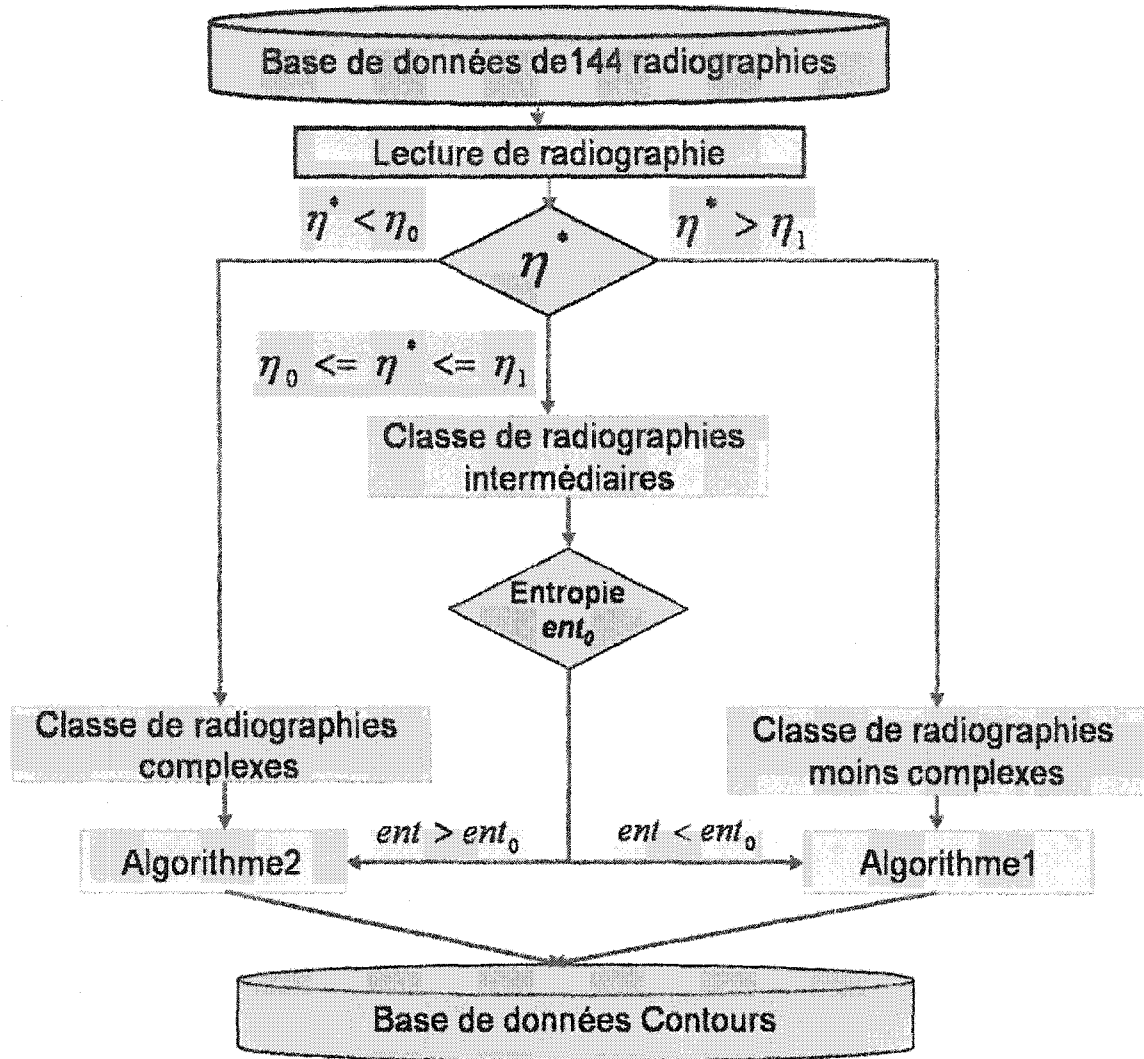 Base de données de144 radiographies
Lecture de radiographie
η* < η₀
η* > η₁
η*
η₀ <= η* <= η₁
Classe de radiographies
intermédiaires
Entropie
ent₀
Classe de radiographies
complexes
Classe de radiographies
moins complexes
ent > ent₀
ent < ent₀
Algorithme2
Algorithme1
Base de données Contours